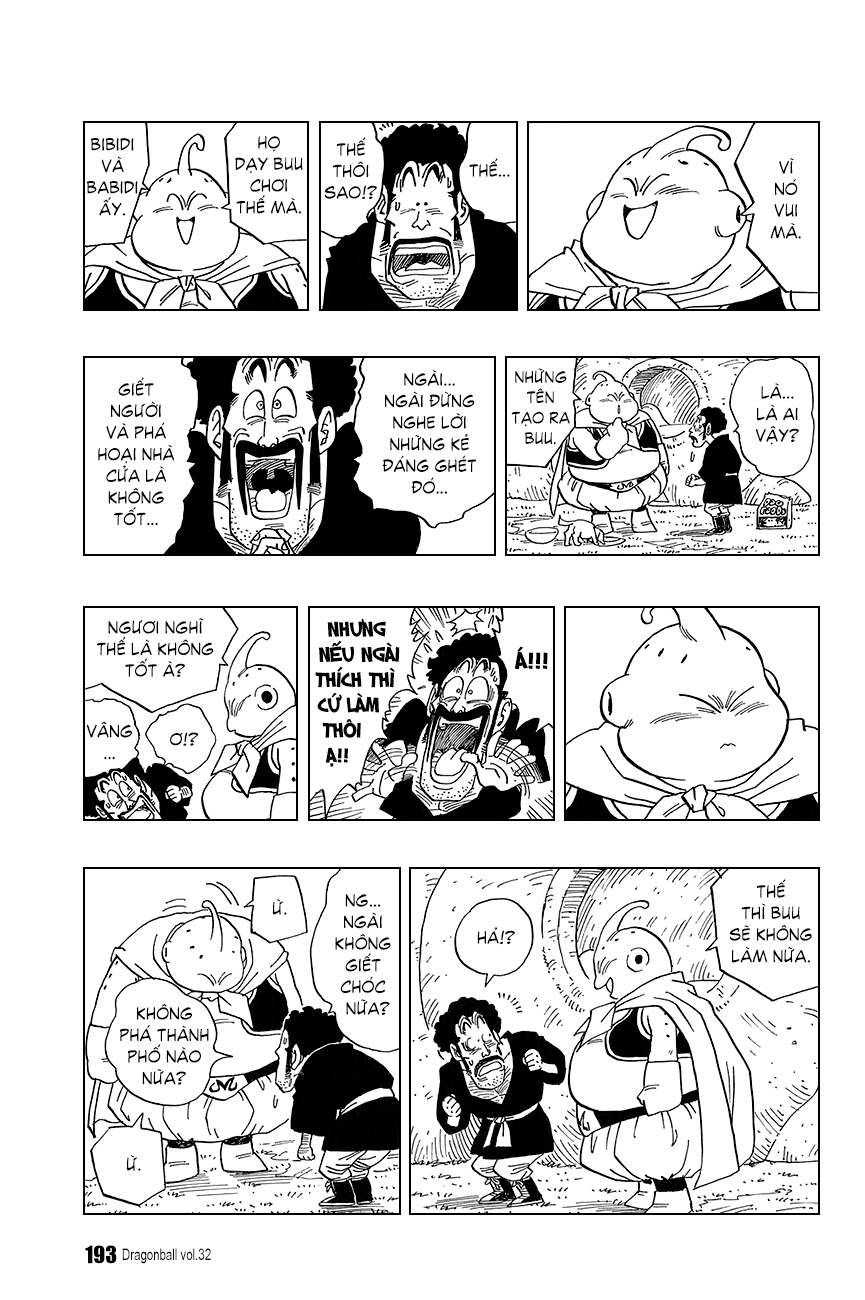 VÌ
NÓ
VUI
MÀ.
THẾ...
THẾ
THÔI
SAO!?
HỌ
DẠY BUU
CHƠI
THẾ MÀ.
BIBIDI
VÀ
BABIDI
ẤY.
LÀ...
LÀ AI
VẬY?
NHỮNG
TÊN
TẠO RA
BUU.
NGÀI...
NGÀI ĐỪNG
NGHE LỜI
NHỮNG KẺ
ĐÁNG GHÉT
ĐÓ...
GIẾT
NGƯỜI
VÀ PHÁ
HOẠI NHÀ
CỬA LÀ
KHÔNG
TỐT...
Á!!!
NHƯNG
NẾU NGÀI
THÍCH THÌ
CỨ LÀM
THÔI
Ạ!!
NGƯƠI NGHĨ
THẾ LÀ KHÔNG
TỐT À?
Ơ!?
VÂNG
...
THẾ
THÌ BUU
SẼ KHÔNG
LÀM NỮA.
HẢ!?
NG...
NGÀI
KHÔNG
GIẾT
CHÓC
NỮA?
Ừ.
KHÔNG
PHÁ THÀNH
PHỐ NÀO
NỮA?
Ừ.
193 Dragonball vol.32